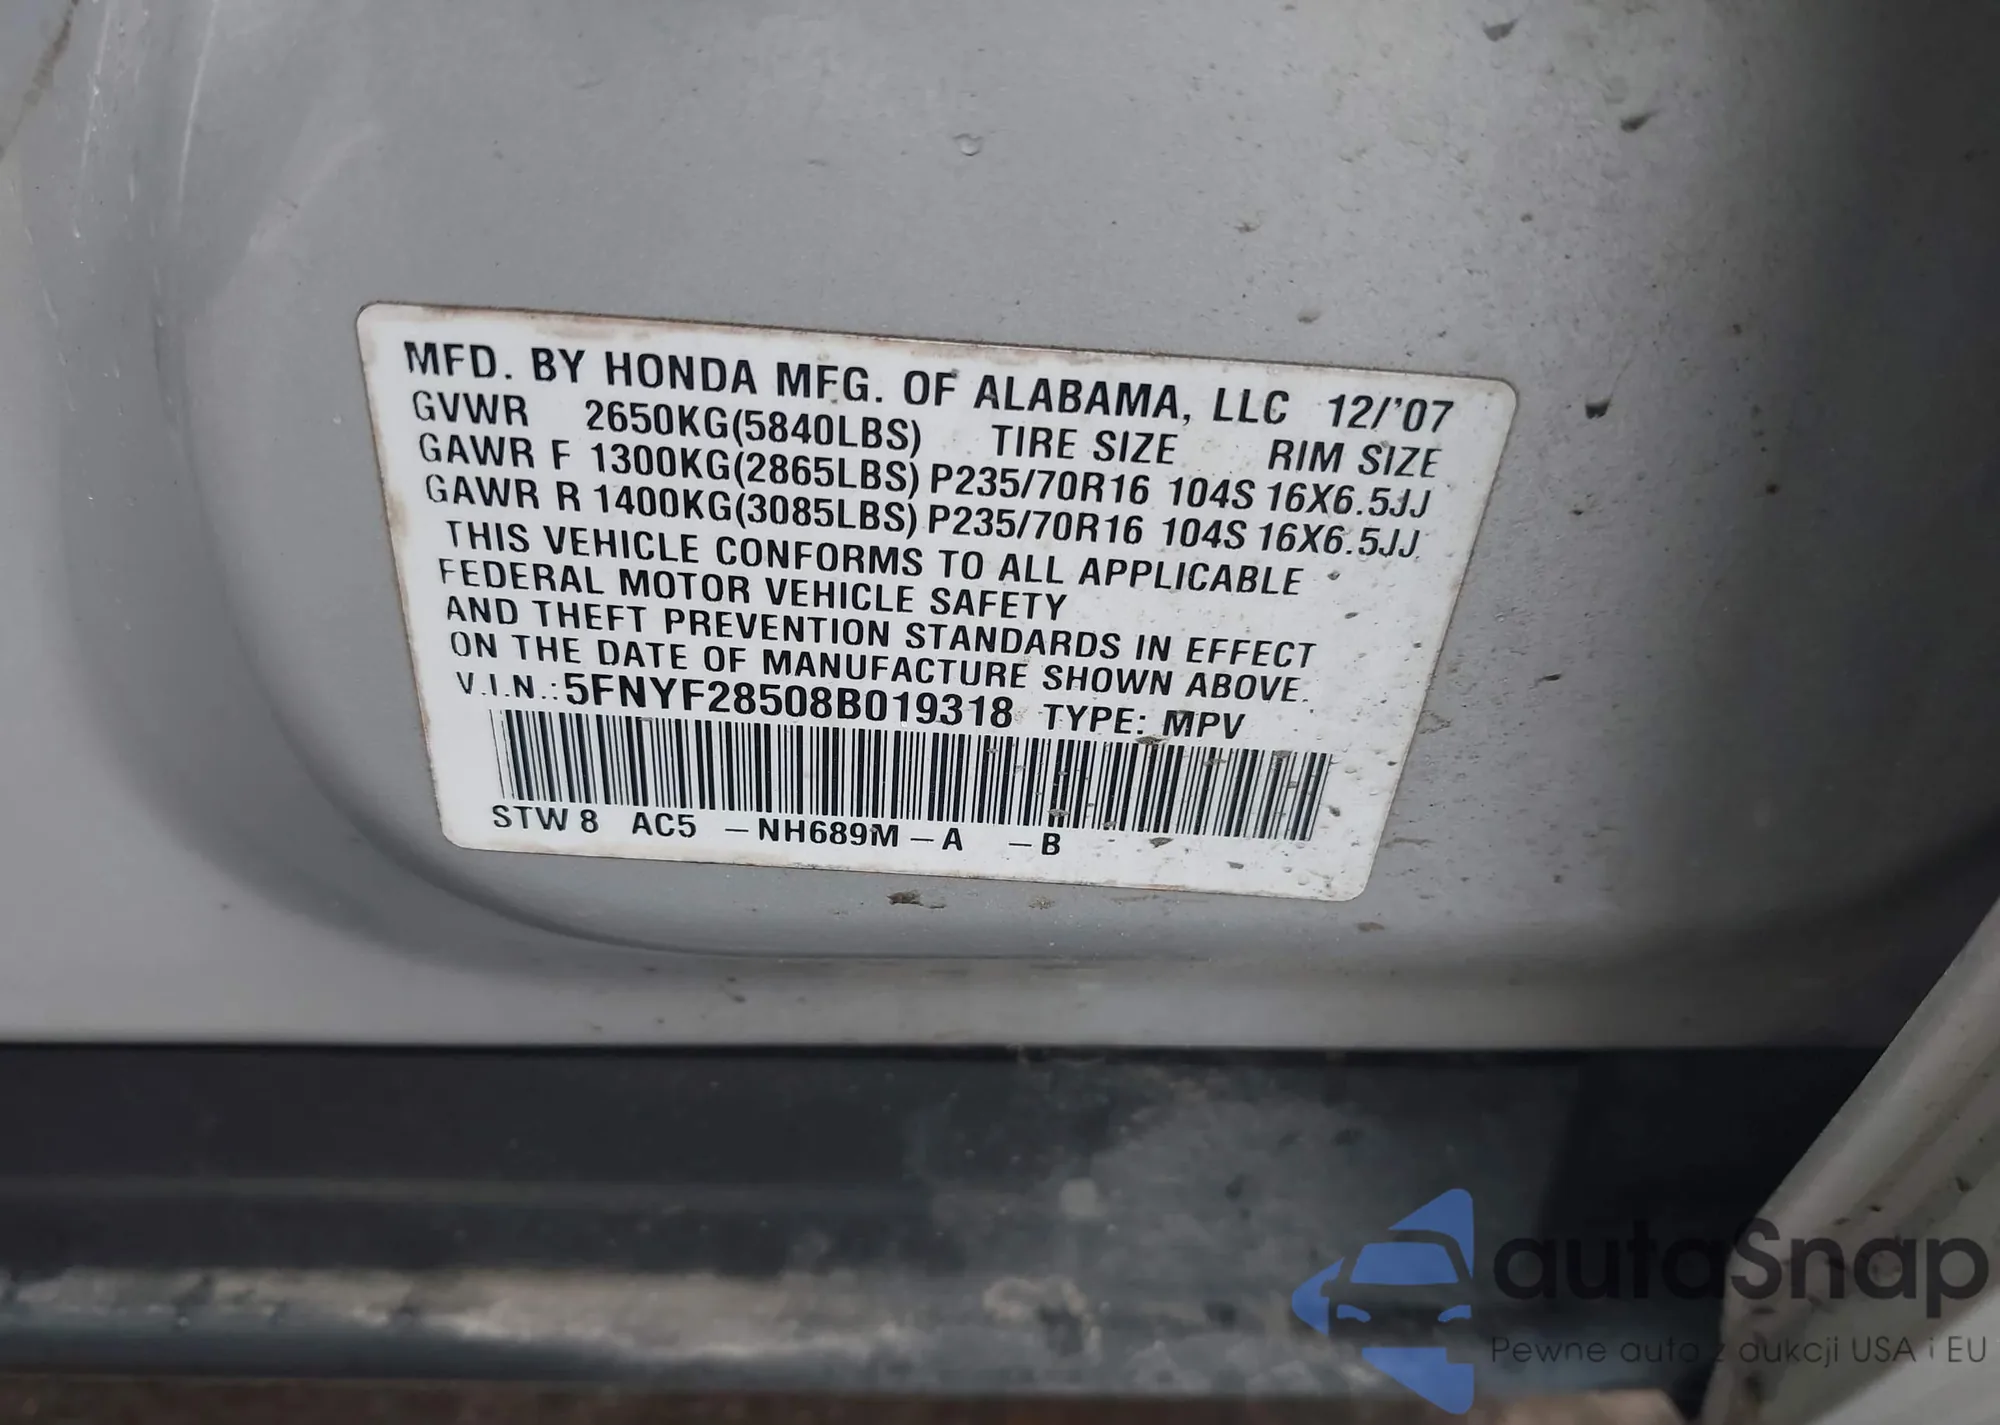 MFD. BY HONDA MFG. OF ALABAMA, LLC 12/'07
GVWR 2650KG(5840LBS) TIRE SIZE RIM SIZE
GAWR F 1300KG(2865LBS) P235/70R16 104S 16X6.5JJ
GAWR R 1400KG(3085LBS) P235/70R16 104S 16X6.5JJ
THIS VEHICLE CONFORMS TO ALL APPLICABLE
FEDERAL MOTOR VEHICLE SAFETY
AND THEFT PREVENTION STANDARDS IN EFFECT
ON THE DATE OF MANUFACTURE SHOWN ABOVE.
V.I.N.: 5FNYF28508B019318 TYPE: MPV
STW 8 AC5 – NH689M – A – B
autaSnap
Pewne auta z aukcji USA i EU